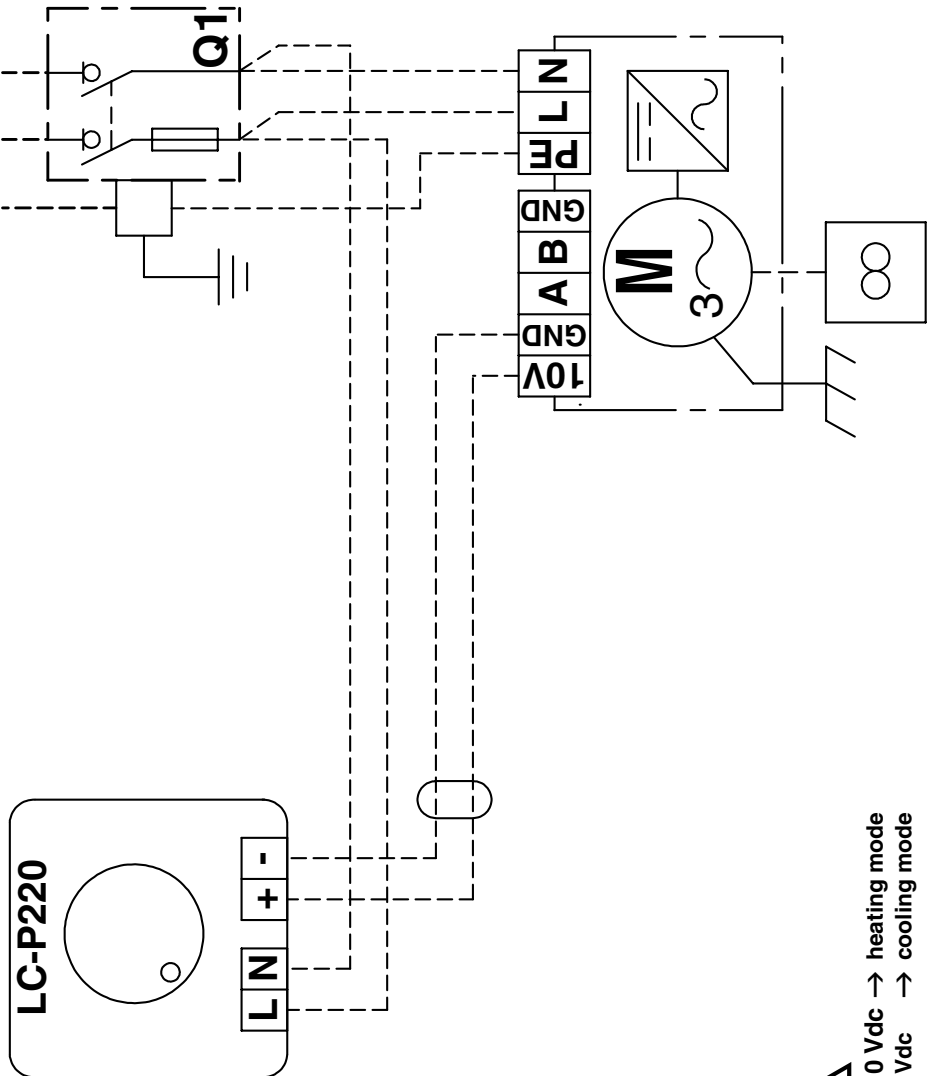 LC-P220
Q1
L N + -
10V GND A B GND PE L N
M
3
0 Vdc → heating mode
Vdc → cooling mode